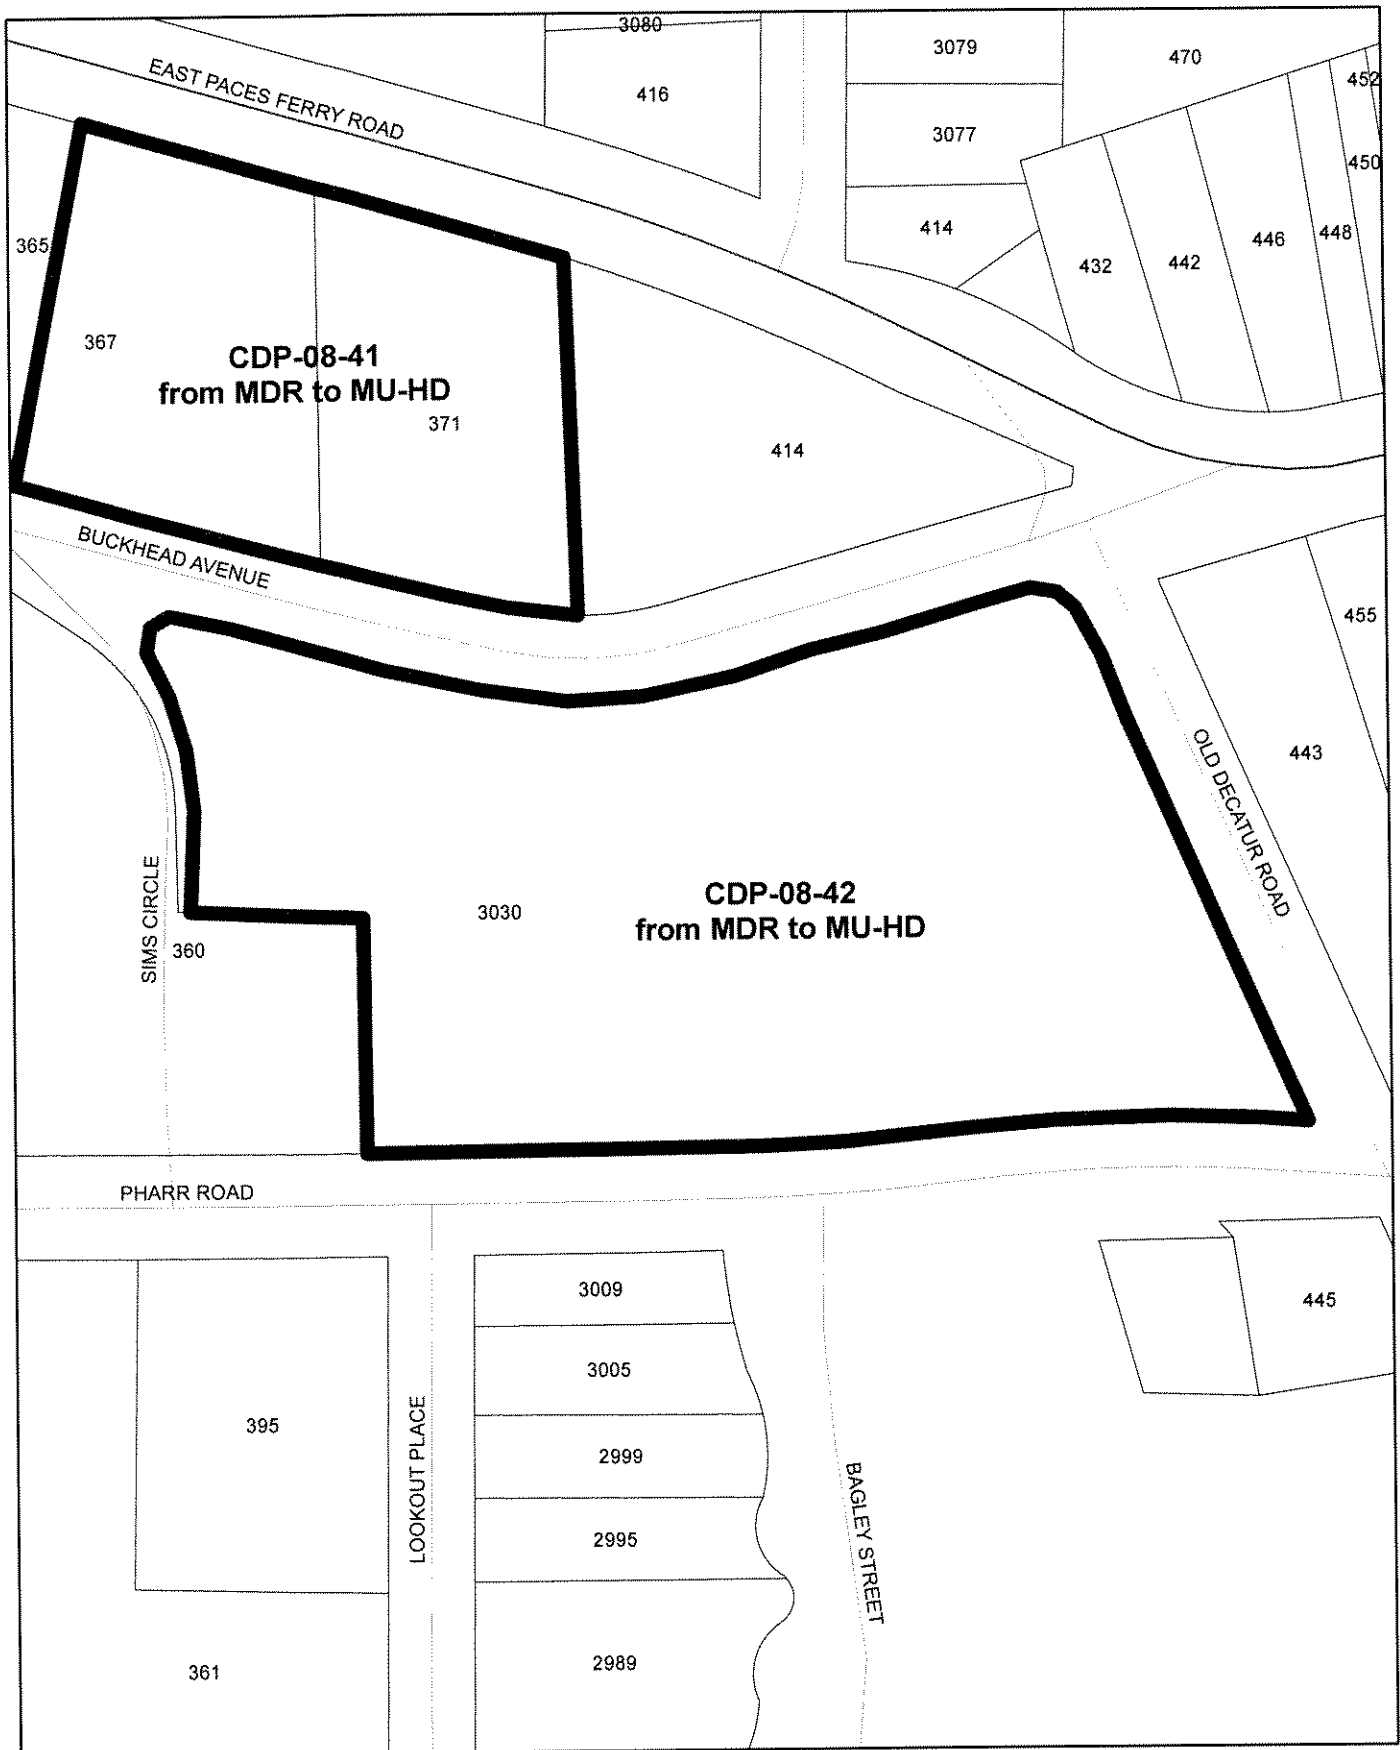 3080
3079
470
452
EAST PACES FERRY ROAD
416
3077
450
414
365
432
442
446
448
367
CDP-08-41
from MDR to MU-HD
371
414
BUCKHEAD AVENUE
455
OLD DECATUR ROAD
443
SIMS CIRCLE
360
3030
CDP-08-42
from MDR to MU-HD
PHARR ROAD
3009
445
3005
395
LOOKOUT PLACE
2999
BAGLEY STREET
2995
361
2989